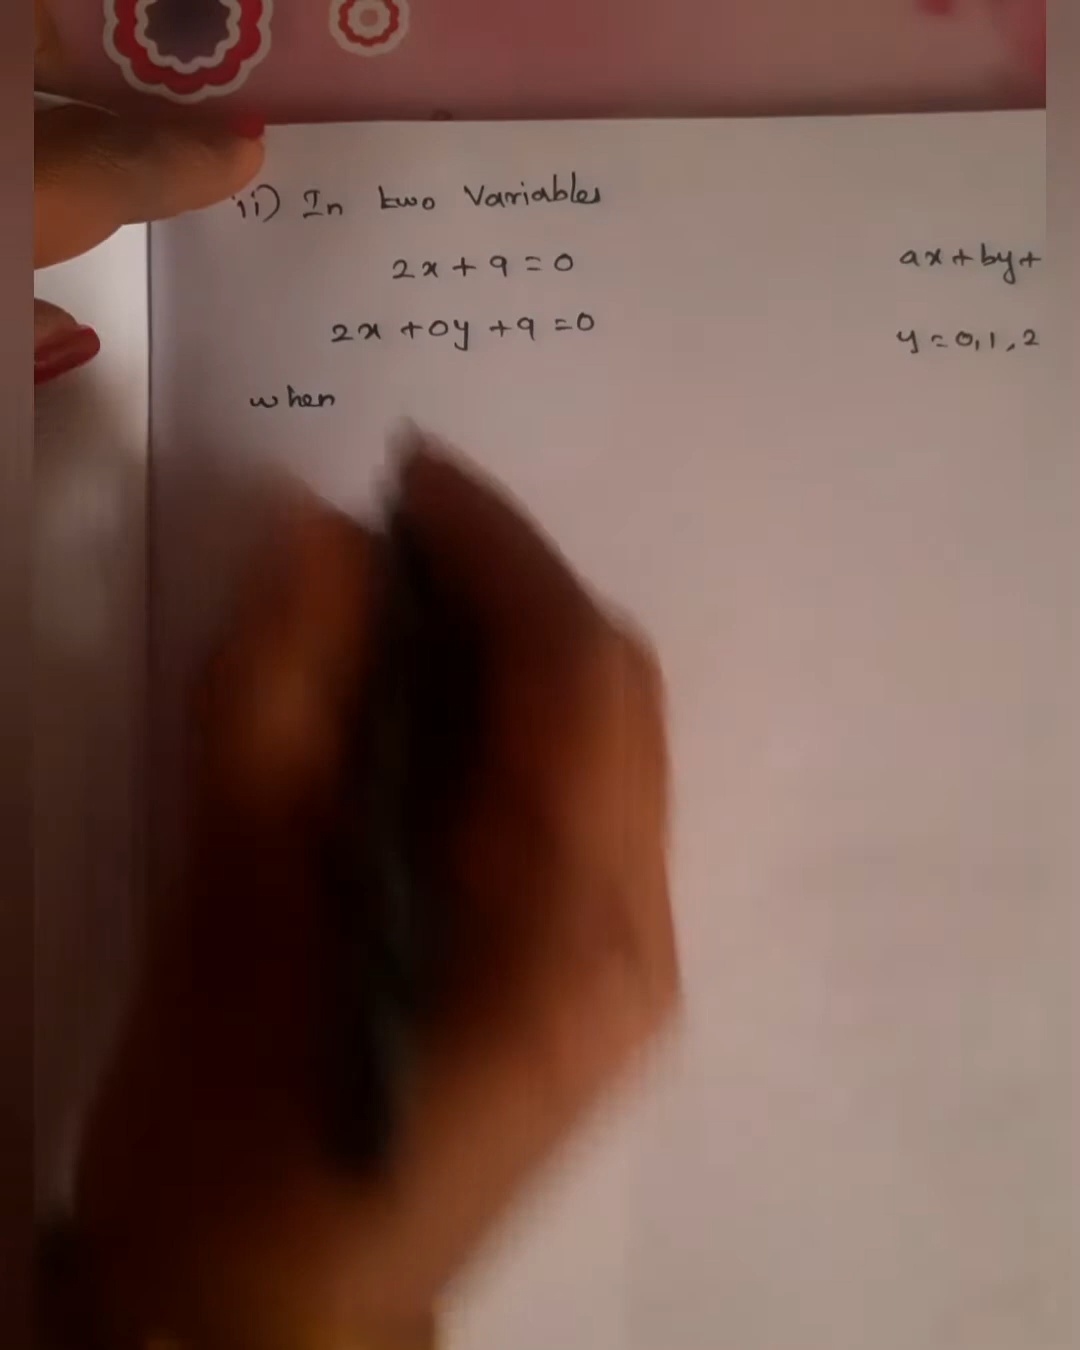 ii) In two Variables
2x + 9 = 0
ax + by +
2x + 0y + 9 = 0
y = 0, 1, 2
when